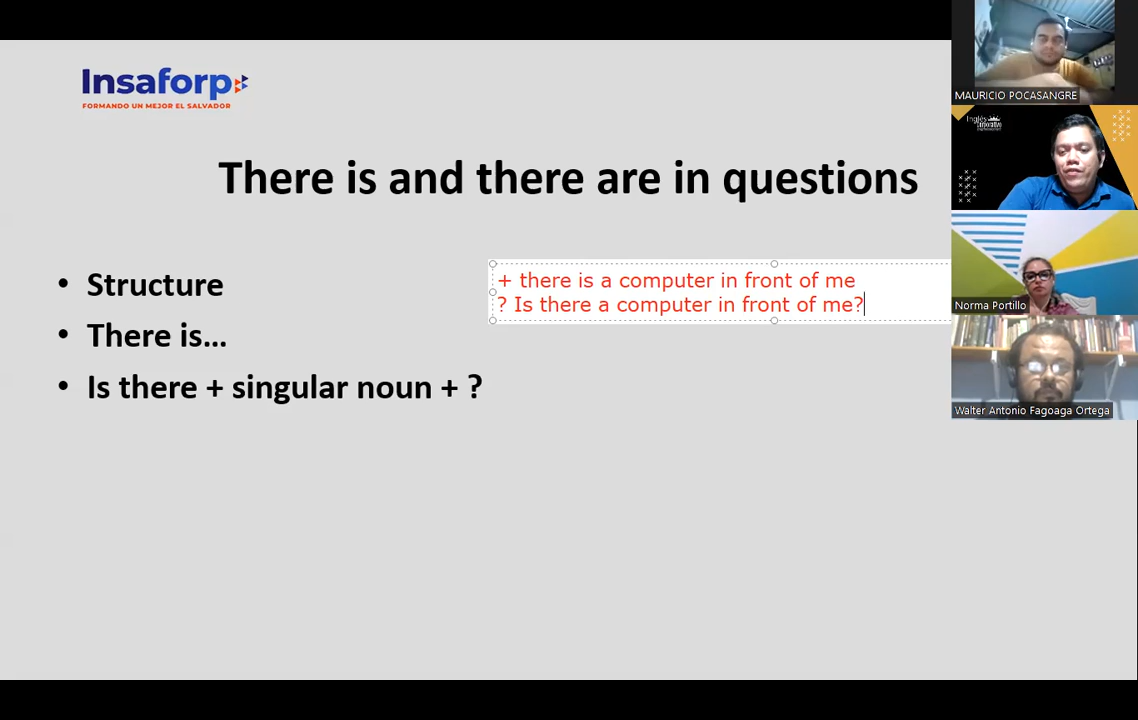 Insaforp
FORMANDO UN MEJOR EL SALVADOR
There is and there are in questions
• Structure
• There is...
• Is there + singular noun + ?
+ there is a computer in front of me
? Is there a computer in front of me?
MAURICIO POCASANGRE
Inglés
Norma Portillo
Walter Antonio Fagoaga Ortega